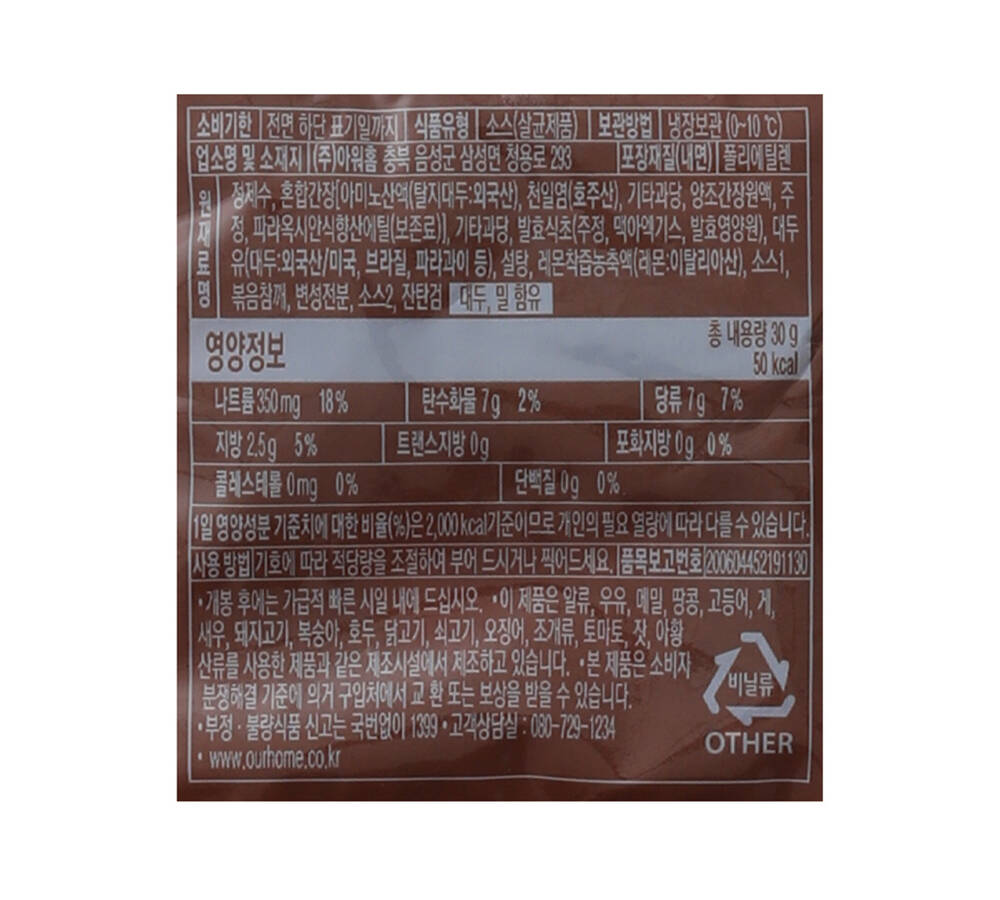 소비기한 전면 하단 표기일까지 식품유형 소스(살균제품) 보관방법 냉장보관 (0~10 ℃)
업소명 및 소재지 (주)아워홈 충북 음성군 삼성면 청용로 293 포장재질(내면) 폴리에틸렌
원재료명
정제수, 혼합간장[아미노산액(탈지대두:외국산), 천일염(호주산), 기타과당, 양조간장원액, 주
정, 파라옥시안식향산에틸(보존료)], 기타과당, 발효식초(주정, 맥아엑기스, 발효영양원), 대두
유(대두:외국산/미국, 브라질, 파라과이 등), 설탕, 레몬착즙농축액(레몬:이탈리아산), 소스1,
볶음참깨, 변성전분, 소스2, 잔탄검 대두, 밀 함유
영양정보
총 내용량 30 g
50 kcal
나트륨 350 mg 18 % 탄수화물 7 g 2% 당류 7 g 7%
지방 2.5 g 5% 트랜스지방 0g 포화지방 0 g 0%
콜레스테롤 0 mg 0% 단백질 0g 0%
1일 영양성분 기준치에 대한 비율(%)은 2,000 kcal기준이므로 개인의 필요 열량에 따라 다를 수 있습니다.
사용 방법 기호에 따라 적당량을 조절하여 부어 드시거나 찍어드세요. 품목보고번호 200604452191130
•개봉 후에는 가급적 빠른 시일 내에 드십시오. •이 제품은 알류, 우유, 메밀, 땅콩, 고등어, 게,
새우, 돼지고기, 복숭아, 호두, 닭고기, 쇠고기, 오징어, 조개류, 토마토, 잣, 아황
산류를 사용한 제품과 같은 제조시설에서 제조하고 있습니다. •본 제품은 소비자
분쟁해결 기준에 의거 구입처에서 교환 또는 보상을 받을 수 있습니다.
•부정 · 불량식품 신고는 국번없이 1399 •고객상담실 : 080-729-1234
• www.ourhome.co.kr
비닐류
OTHER